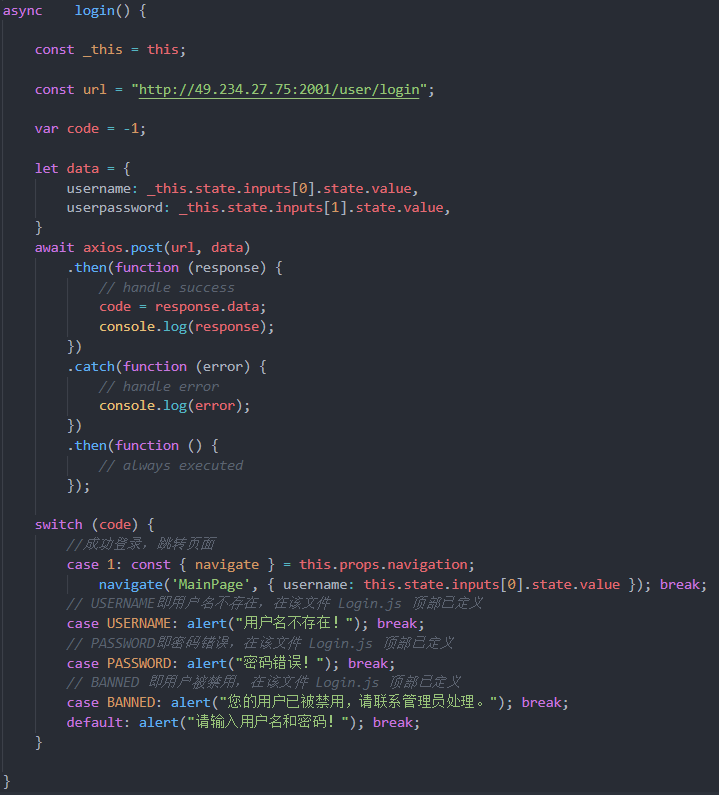 async    login() {
const _this = this;
const url = "http://49.234.27.75:2001/user/login";
var code = -1;
let data = {
username: _this.state.inputs[0].state.value,
userpassword: _this.state.inputs[1].state.value,
}
await axios.post(url, data)
.then(function (response) {
// handle success
code = response.data;
console.log(response);
})
.catch(function (error) {
// handle error
console.log(error);
})
.then(function () {
// always executed
});
switch (code) {
//成功登录，跳转页面
case 1: const { navigate } = this.props.navigation;
navigate('MainPage', { username: this.state.inputs[0].state.value }); break;
// USERNAME即用户名不存在，在该文件 Login.js 顶部已定义
case USERNAME: alert("用户名不存在！"); break;
// PASSWORD即密码错误，在该文件 Login.js 顶部已定义
case PASSWORD: alert("密码错误！"); break;
// BANNED 即用户被禁用，在该文件 Login.js 顶部已定义
case BANNED: alert("您的用户已被禁用，请联系管理员处理。"); break;
default: alert("请输入用户名和密码！"); break;
}
}